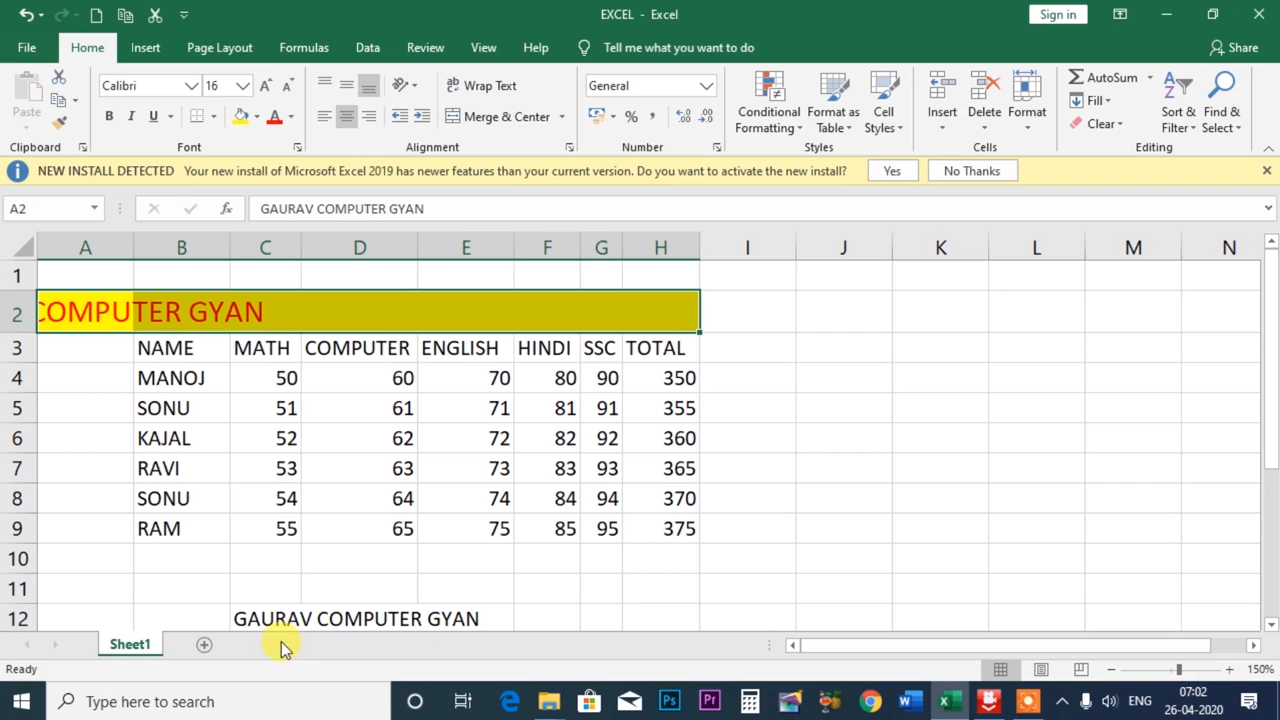 EXCEL - Excel
Sign in
File Home Insert Page Layout Formulas Data Review View Help Tell me what you want to do Share
Paste
Clipboard
Calibri 16
B I U
Font
Wrap Text
Merge & Center
Alignment
General
% ,
Number
Conditional Formatting
Format as Table
Cell Styles
Styles
Insert Delete Format
Cells
AutoSum
Fill
Clear
Sort & Filter
Find & Select
Editing
NEW INSTALL DETECTED Your new install of Microsoft Excel 2019 has newer features than your current version. Do you want to activate the new install? Yes No Thanks
A2 fx GAURAV COMPUTER GYAN
A B C D E F G H I J K L M N
1
2 COMPUTER GYAN
3 NAME MATH COMPUTER ENGLISH HINDI SSC TOTAL
4 MANOJ 50 60 70 80 90 350
5 SONU 51 61 71 81 91 355
6 KAJAL 52 62 72 82 92 360
7 RAVI 53 63 73 83 93 365
8 SONU 54 64 74 84 94 370
9 RAM 55 65 75 85 95 375
10
11
12 GAURAV COMPUTER GYAN
Sheet1
Ready 150%
Type here to search
Ps Pr
ENG
07:02
26-04-2020